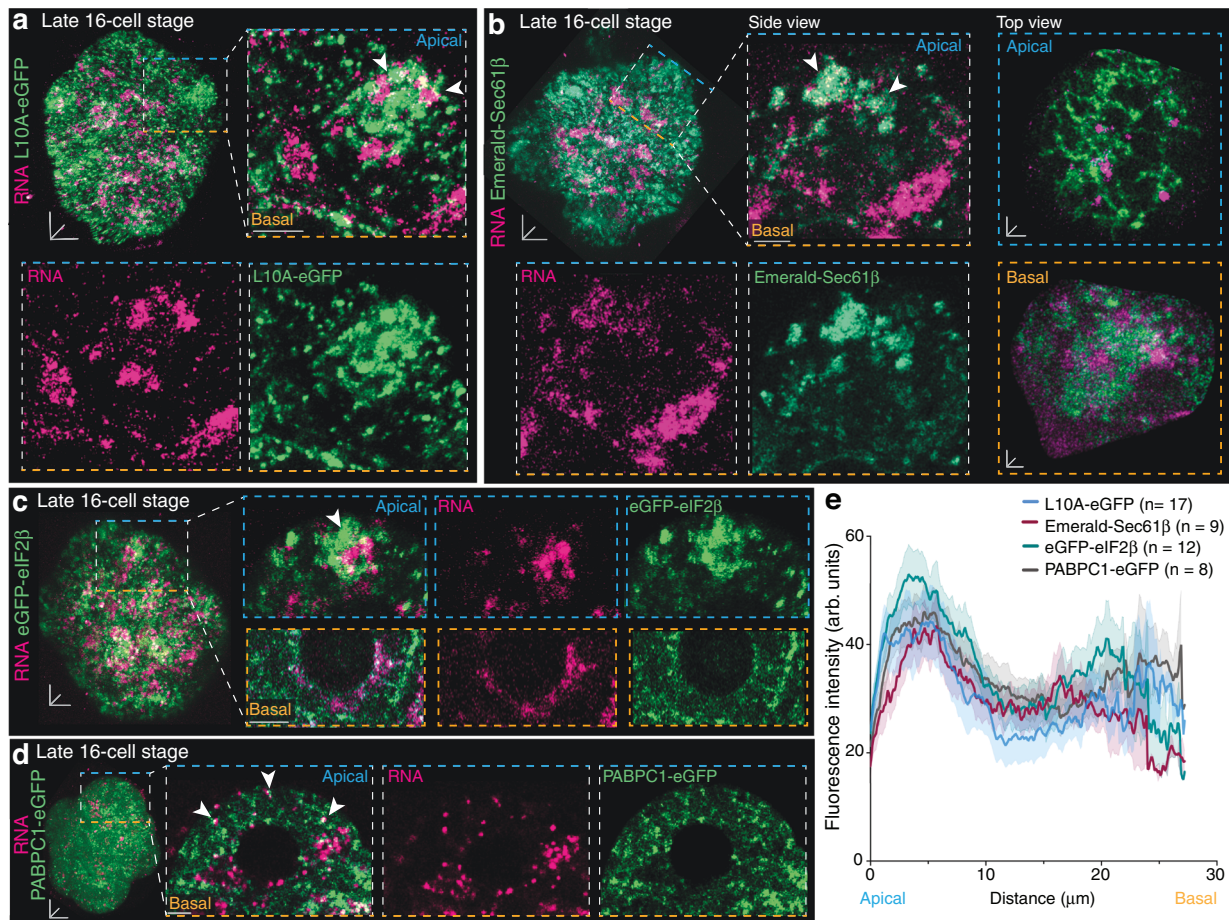 a Late 16-cell stage
RNA L10A-eGFP
Apical
Basal
RNA
L10A-eGFP
b Late 16-cell stage
Side view
Top view
RNA Emerald-Sec61β
Apical
Basal
Apical
RNA
Emerald-Sec61β
Basal
c Late 16-cell stage
RNA eGFP-eIF2β
Apical
RNA
eGFP-eIF2β
Basal
d Late 16-cell stage
RNA
PABPC1-eGFP
Apical
RNA
PABPC1-eGFP
Basal
e
L10A-eGFP (n= 17)
Emerald-Sec61β (n = 9)
eGFP-eIF2β (n = 12)
PABPC1-eGFP (n = 8)
Fluorescence intensity (arb. units)
60
40
20
0
0 10 20 30
Apical Distance (μm) Basal